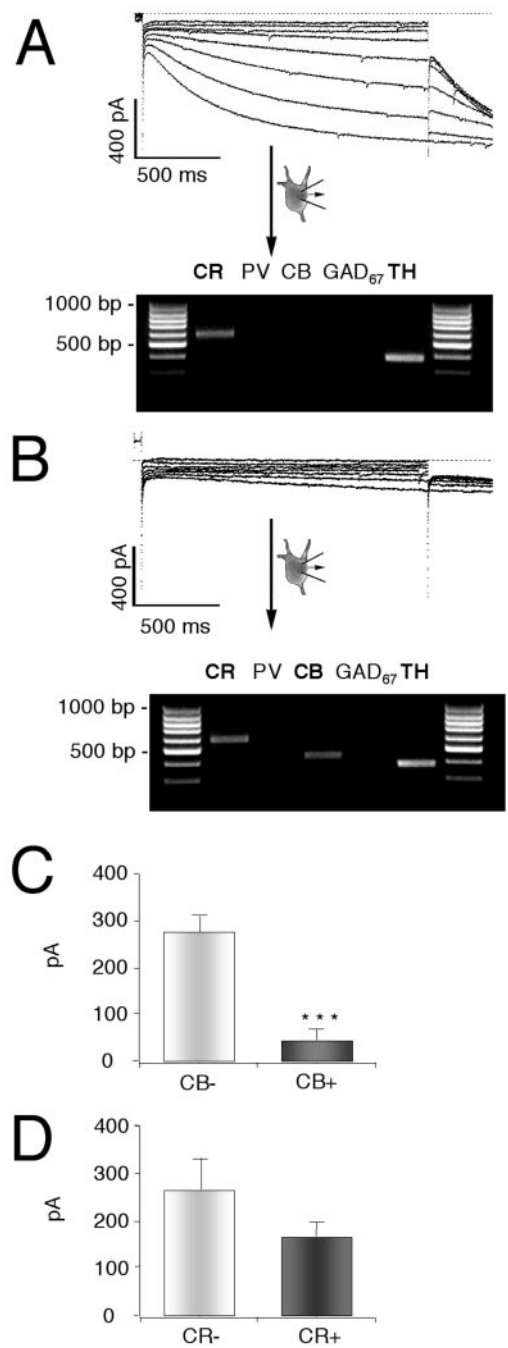 A
400 pA
500 ms
CR PV CB GAD67 TH
1000 bp -
500 bp -
B
400 pA
500 ms
CR PV CB GAD67 TH
1000 bp -
500 bp -
C
400
300
200
100
0
pA
***
CB- CB+
D
400
300
200
100
0
pA
CR- CR+